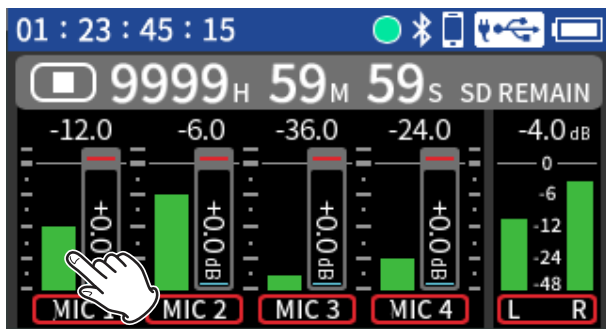 01 : 23 : 45 : 15
9999H 59M 59S SD REMAIN
-12.0 -6.0 -36.0 -24.0 -4.0 dB
0
-6
-12
-24
-48
+0.0
+0.0 dB
+0.0 dB
+0.0 dB
MIC 1 MIC 2 MIC 3 MIC 4 L R